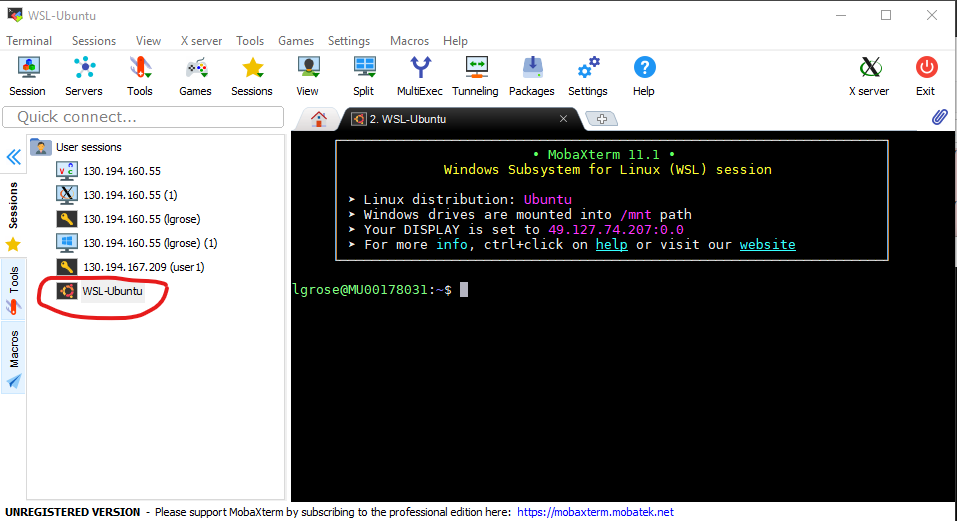 WSL-Ubuntu
Terminal Sessions View X server Tools Games Settings Macros Help
Session Servers Tools Games Sessions View Split MultiExec Tunneling Packages Settings Help X server Exit
Quick connect...
2. WSL-Ubuntu
User sessions
130.194.160.55
130.194.160.55 (1)
130.194.160.55 (lgrose)
130.194.160.55 (lgrose) (1)
130.194.167.209 (user1)
WSL-Ubuntu
Sessions
Tools
Macros
• MobaXterm 11.1 •
Windows Subsystem for Linux (WSL) session
➤ Linux distribution: Ubuntu
➤ Windows drives are mounted into /mnt path
➤ Your DISPLAY is set to 49.127.74.207:0.0
➤ For more info, ctrl+click on help or visit our website
lgrose@MU00178031:~$
UNREGISTERED VERSION - Please support MobaXterm by subscribing to the professional edition here: https://mobaxterm.mobatek.net